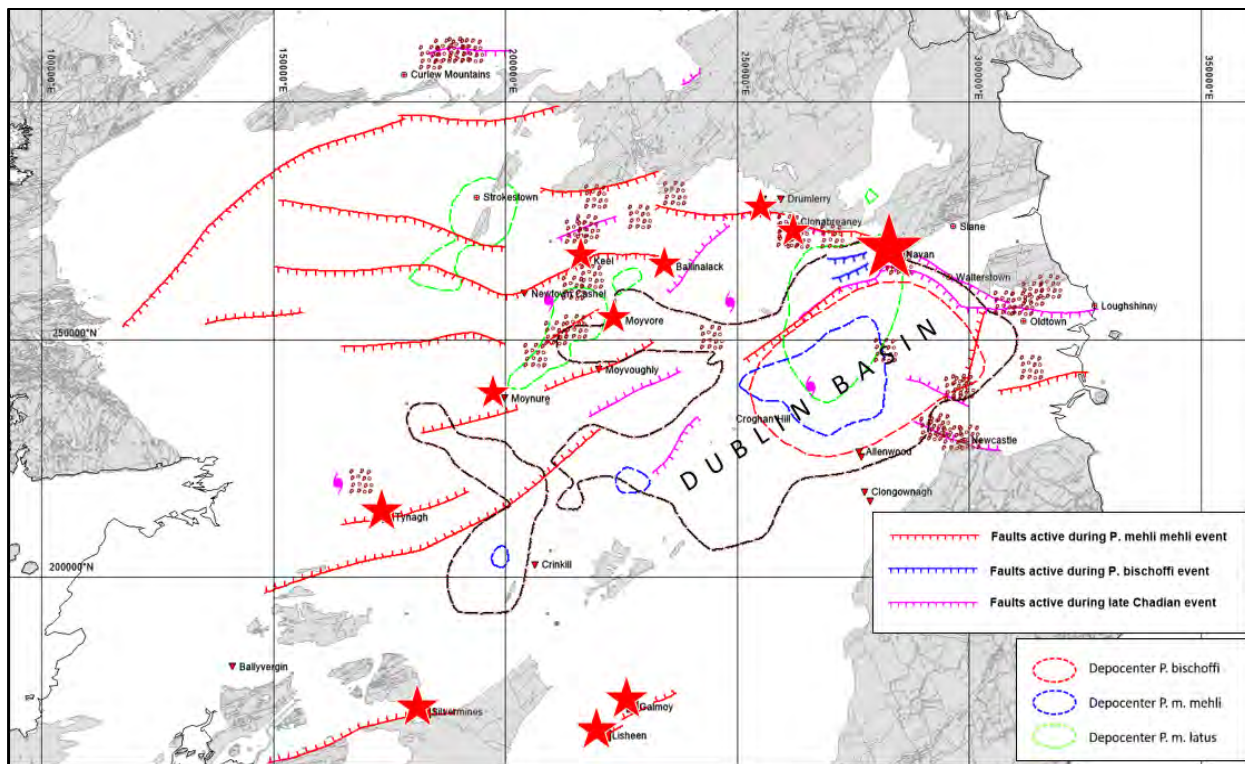 100000°E
150000°E
200000°E
250000°E
300000°E
350000°E
Curlew Mountains
Strokestown
Drumlerry
Clonabreaney
Slane
Navan
Keel
Ballinalack
Walterstown
Newtown Cashel
Loughshinny
Oldtown
Moyvore
250000°N
DUBLIN BASIN
Moyvoughly
Moynure
Croghan Hill
Newcastle
Allenwood
Clongownagh
Tynagh
Faults active during P. mehli mehli event
Faults active during P. bischoffi event
Faults active during late Chadian event
200000°N
Crinkill
Ballyvergin
Depocenter P. bischoffi
Depocenter P. m. mehli
Depocenter P. m. latus
Silvermines
Galmoy
Lisheen